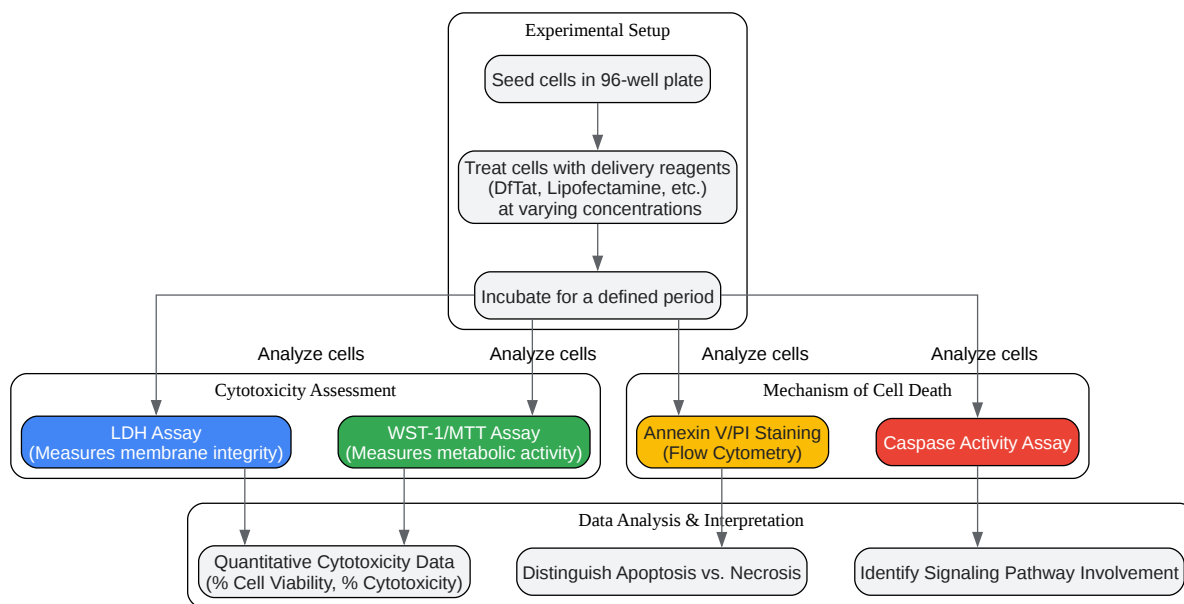 Experimental Setup
Seed cells in 96-well plate
Treat cells with delivery reagents
(DfTat, Lipofectamine, etc.)
at varying concentrations
Incubate for a defined period
Analyze cells
Analyze cells
Analyze cells
Analyze cells
Cytotoxicity Assessment
LDH Assay
(Measures membrane integrity)
WST-1/MTT Assay
(Measures metabolic activity)
Mechanism of Cell Death
Annexin V/PI Staining
(Flow Cytometry)
Caspase Activity Assay
Data Analysis & Interpretation
Quantitative Cytotoxicity Data
(% Cell Viability, % Cytotoxicity)
Distinguish Apoptosis vs. Necrosis
Identify Signaling Pathway Involvement